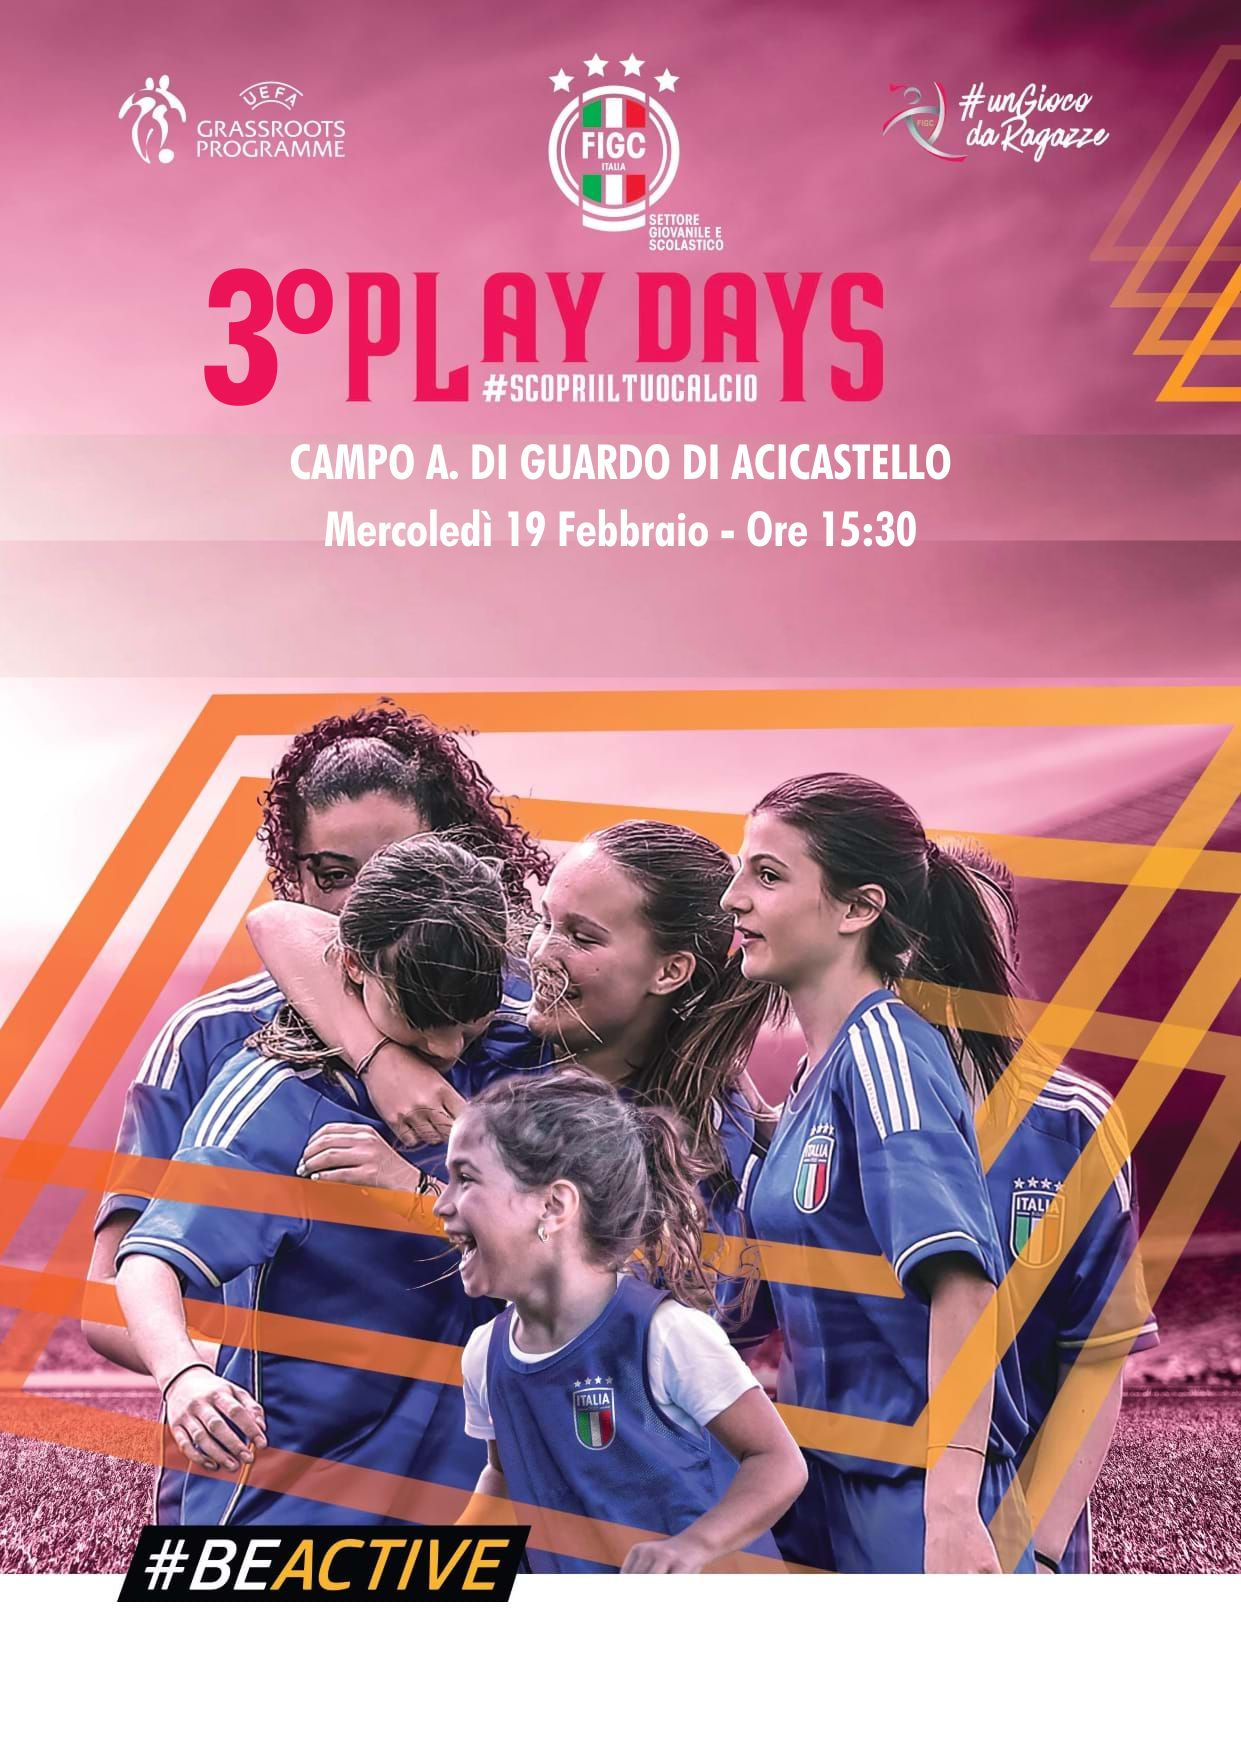 UEFA
GRASSROOTS
PROGRAMME
FIGC
ITALIA
SETTORE
GIOVANILE E
SCOLASTICO
FIGC
#unGioco
daRagazze
3° PLAY DAYS
#SCOPRIILTUOCALCIO
CAMPO A. DI GUARDO DI ACICASTELLO
Mercoledì 19 Febbraio - Ore 15:30
ITALIA
ITALIA
ITALIA
#BEACTIVE